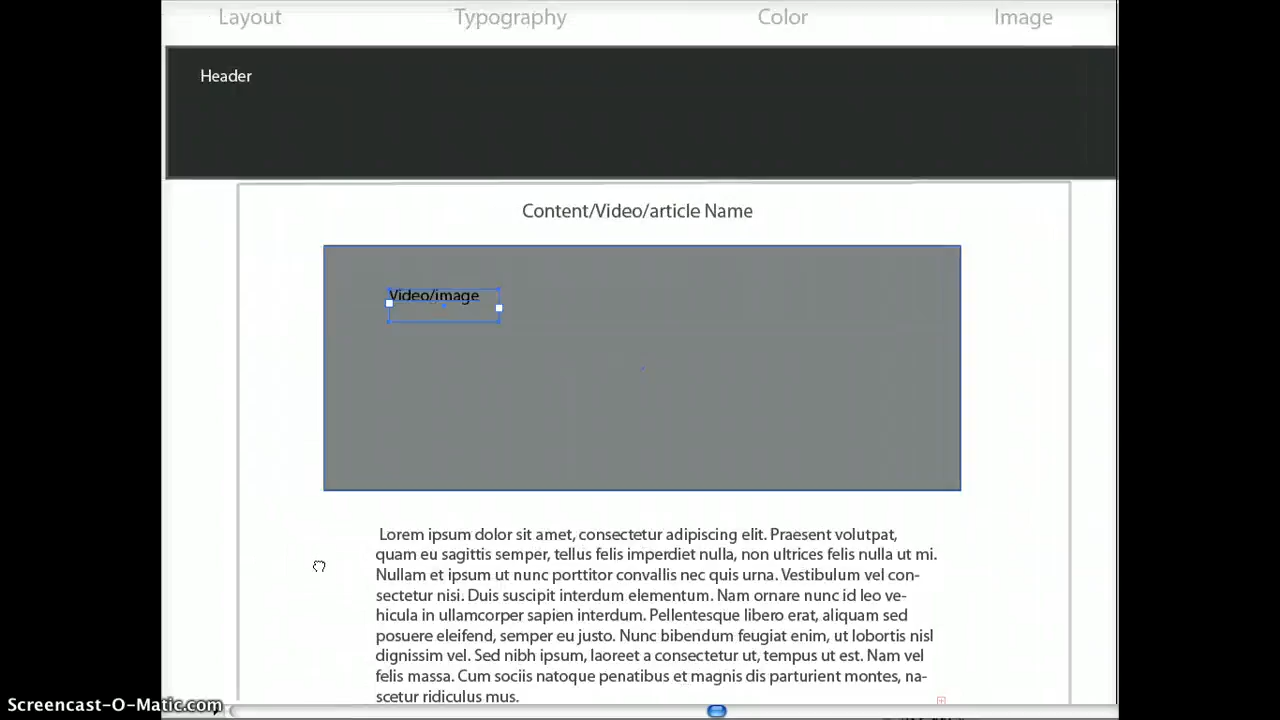 Layout Typography Color Image
Header
Content/Video/article Name
Video/image
Lorem ipsum dolor sit amet, consectetur adipiscing elit. Praesent volutpat,
quam eu sagittis semper, tellus felis imperdiet nulla, non ultrices felis nulla ut mi.
Nullam et ipsum ut nunc porttitor convallis nec quis urna. Vestibulum vel con-
sectetur nisi. Duis suscipit interdum elementum. Nam ornare nunc id leo ve-
hicula in ullamcorper sapien interdum. Pellentesque libero erat, aliquam sed
posuere eleifend, semper eu justo. Nunc bibendum feugiat enim, ut lobortis nisl
dignissim vel. Sed nibh ipsum, laoreet a consectetur ut, tempus ut est. Nam vel
felis massa. Cum sociis natoque penatibus et magnis dis parturient montes, na-
scetur ridiculus mus.
Screencast-O-Matic.com